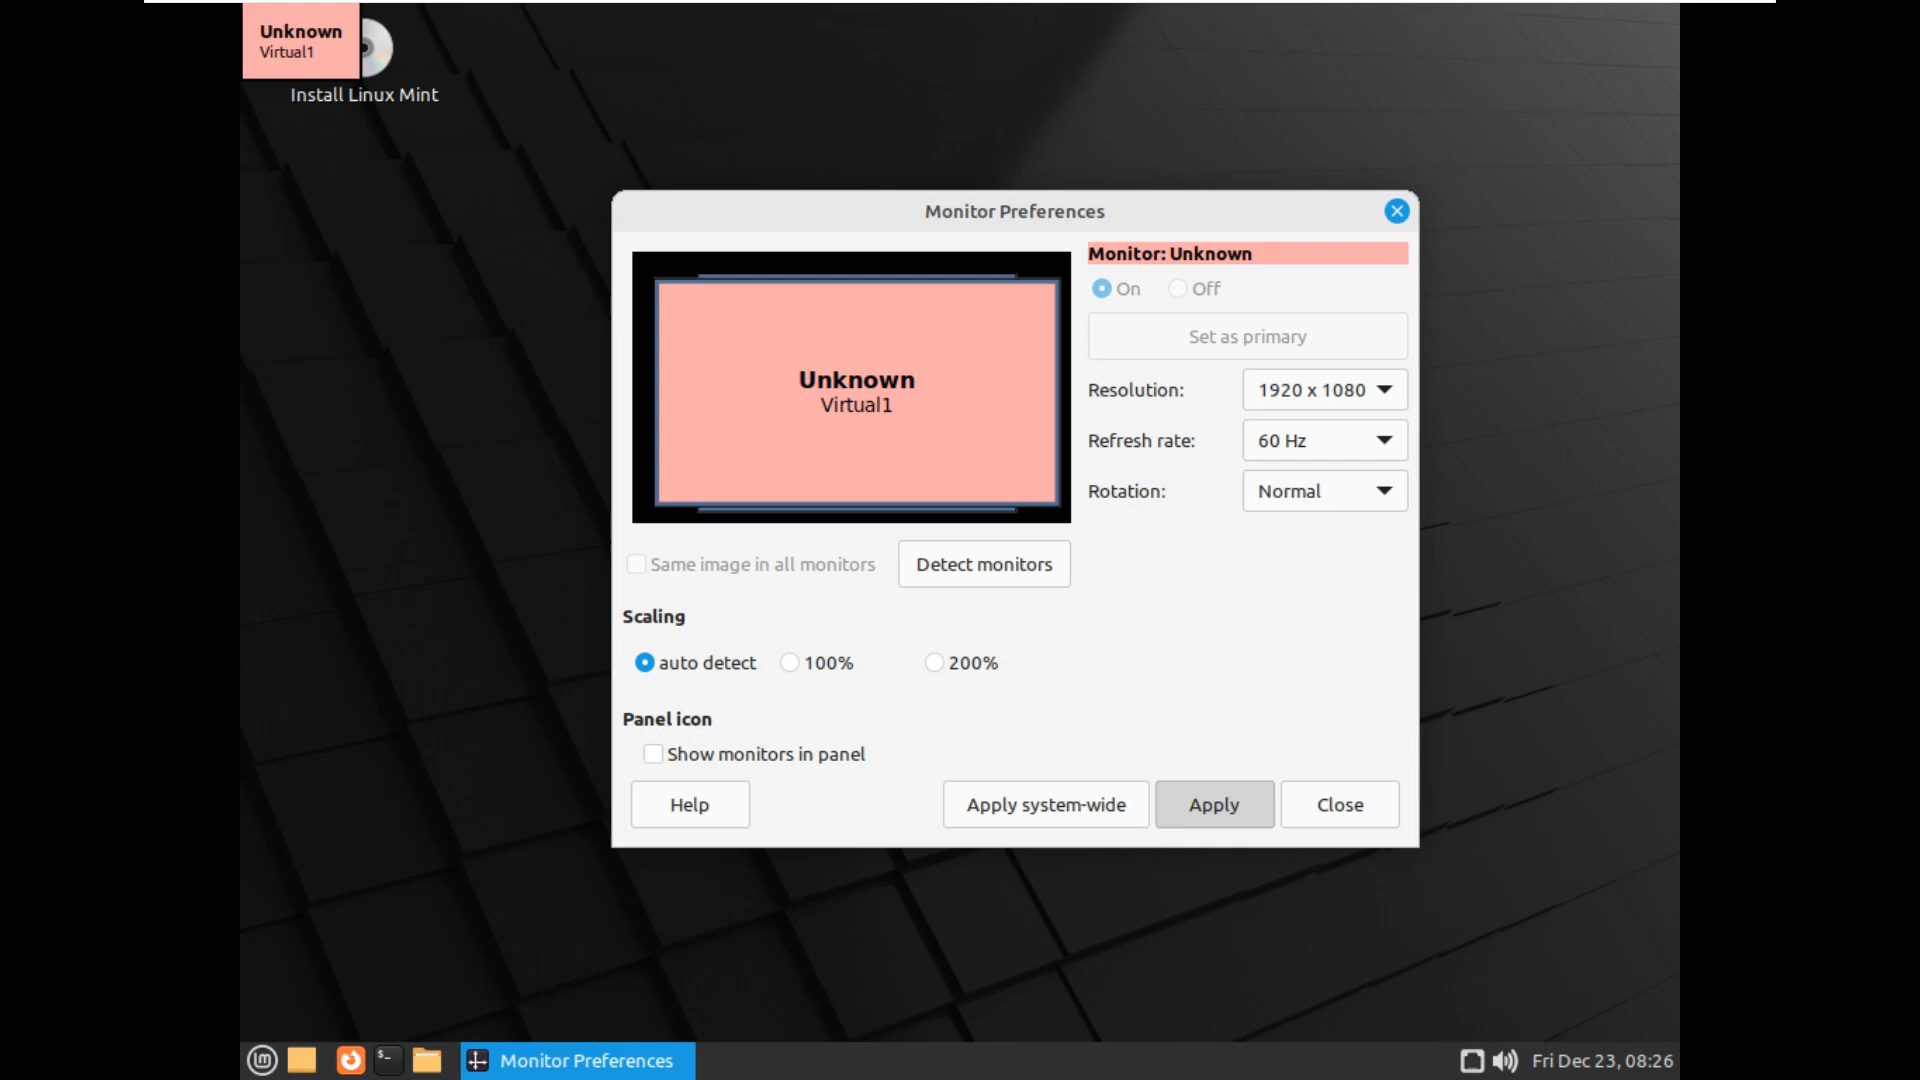 Unknown
Virtual1
Install Linux Mint
Monitor Preferences
Monitor: Unknown
On Off
Set as primary
Unknown
Virtual1
Resolution: 1920 x 1080
Refresh rate: 60 Hz
Rotation: Normal
Same image in all monitors Detect monitors
Scaling
auto detect 100% 200%
Panel icon
Show monitors in panel
Help Apply system-wide Apply Close
$_ Monitor Preferences Fri Dec 23, 08:26